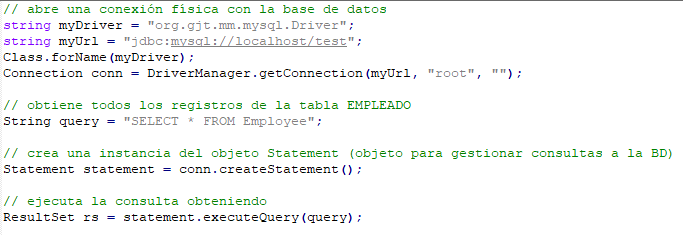 // abre una conexión física con la base de datos
string myDriver = "org.gjt.mm.mysql.Driver";
string myUrl = "jdbc:mysql://localhost/test";
Class.forName(myDriver);
Connection conn = DriverManager.getConnection(myUrl, "root", "");
// obtiene todos los registros de la tabla EMPLEADO
String query = "SELECT * FROM Employee";
// crea una instancia del objeto Statement (objeto para gestionar consultas a la BD)
Statement statement = conn.createStatement();
// ejecuta la consulta obteniendo
ResultSet rs = statement.executeQuery(query);